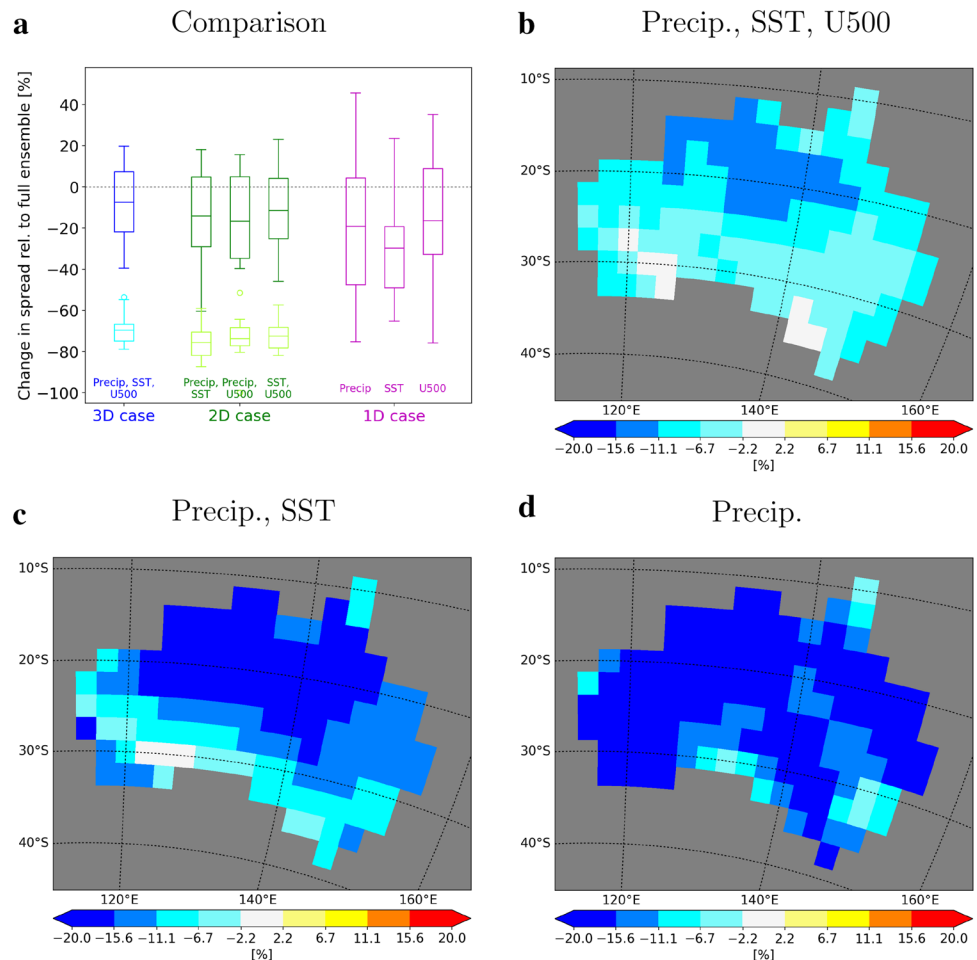 a
Comparison
Change in spread rel. to full ensemble [%]
40
20
0
−20
−40
−60
−80
−100
Precip, SST,
U500
Precip,
SST
Precip,
U500
SST,
U500
Precip
SST
U500
3D case
2D case
1D case
b
Precip., SST, U500
10°S
20°S
30°S
40°S
120°E
140°E
160°E
−20.0 −15.6 −11.1 −6.7 −2.2 2.2 6.7 11.1 15.6 20.0
[%]
c
Precip., SST
10°S
20°S
30°S
40°S
120°E
140°E
160°E
−20.0 −15.6 −11.1 −6.7 −2.2 2.2 6.7 11.1 15.6 20.0
[%]
d
Precip.
10°S
20°S
30°S
40°S
120°E
140°E
160°E
−20.0 −15.6 −11.1 −6.7 −2.2 2.2 6.7 11.1 15.6 20.0
[%]